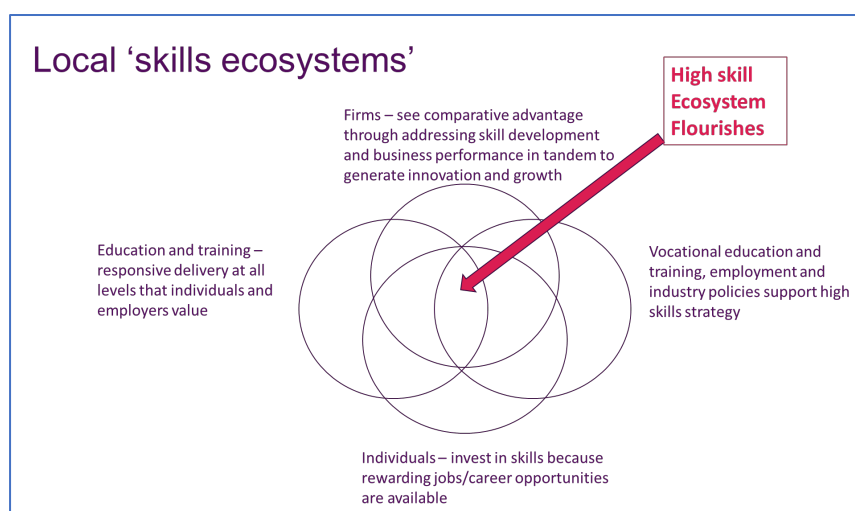 Local ‘skills ecosystems’
High skill
Ecosystem
Flourishes
Firms – see comparative advantage
through addressing skill development
and business performance in tandem to
generate innovation and growth
Education and training –
responsive delivery at all
levels that individuals and
employers value
Vocational education and
training, employment and
industry policies support high
skills strategy
Individuals – invest in skills because
rewarding jobs/career opportunities
are available